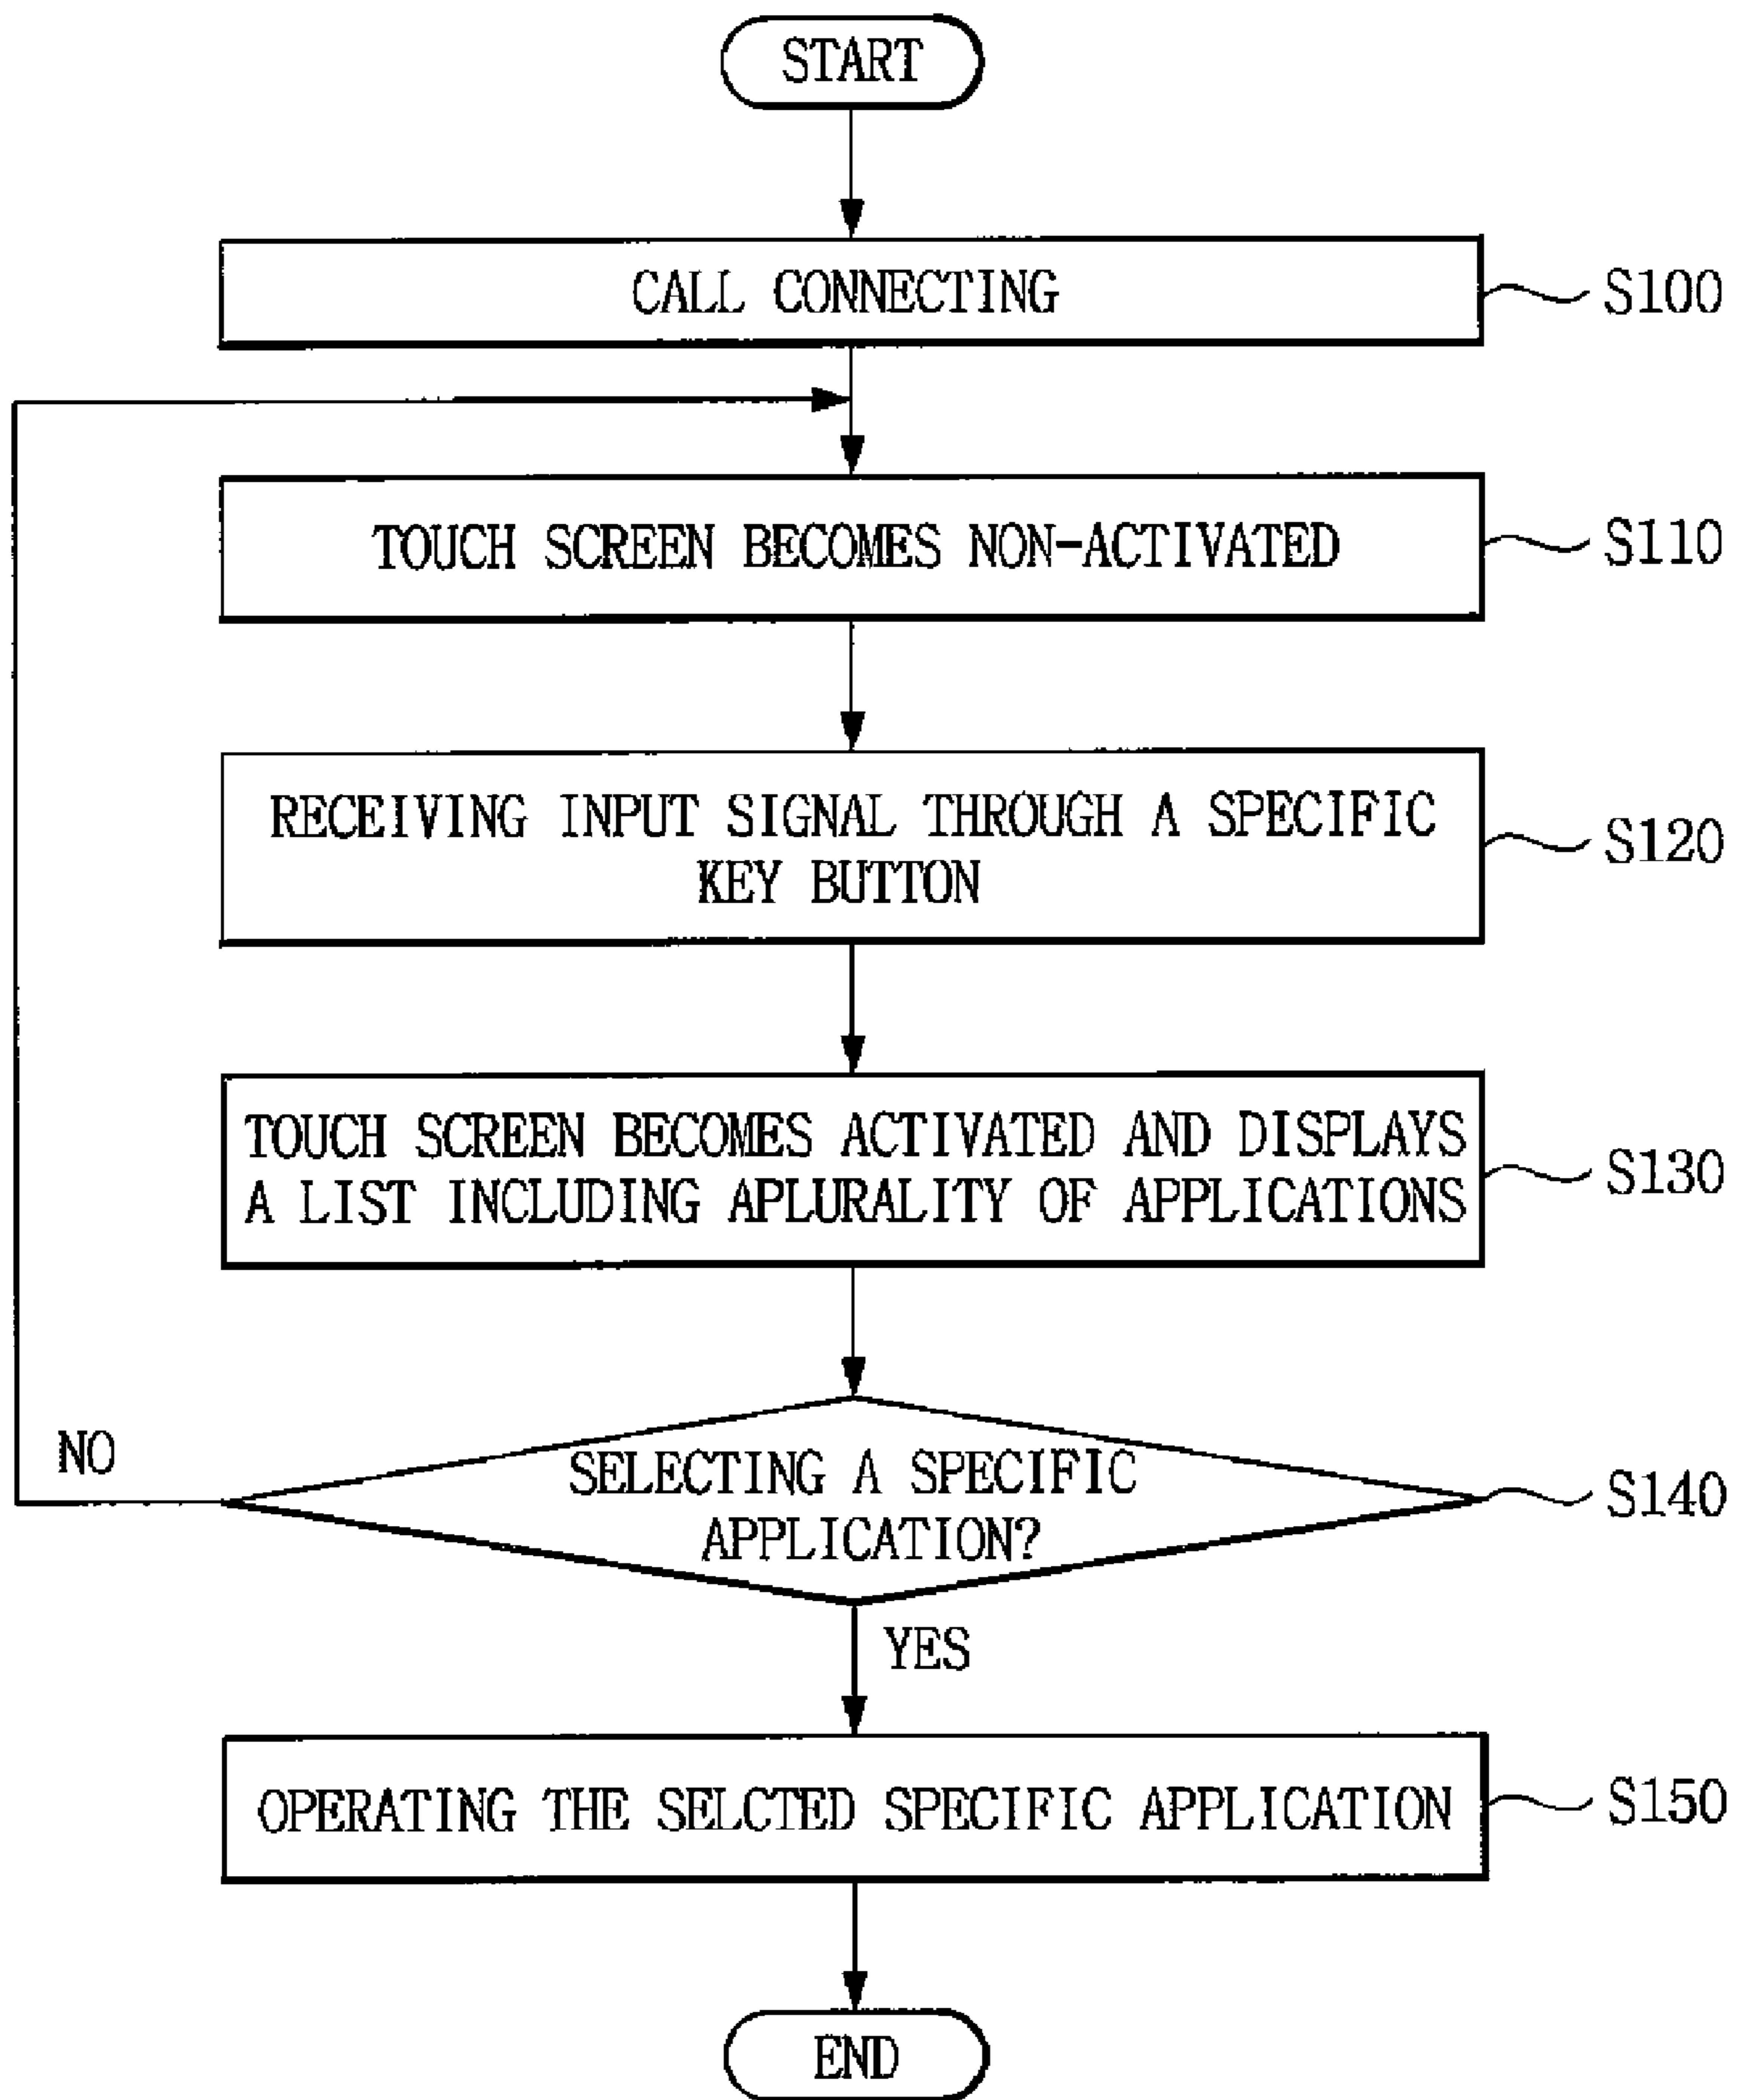 START
CALL CONNECTING
S100
TOUCH SCREEN BECOMES NON-ACTIVATED
S110
RECEIVING INPUT SIGNAL THROUGH A SPECIFIC
KEY BUTTON
S120
TOUCH SCREEN BECOMES ACTIVATED AND DISPLAYS
A LIST INCLUDING APLURALITY OF APPLICATIONS
S130
NO
SELECTING A SPECIFIC
APPLICATION?
S140
YES
OPERATING THE SELCTED SPECIFIC APPLICATION
S150
END